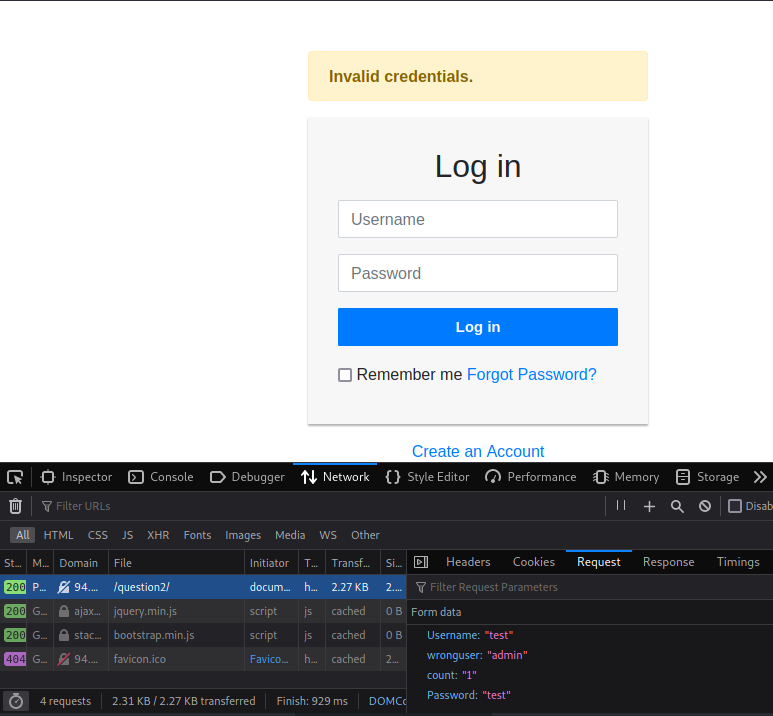 Invalid credentials.
Log in
Username
Password
Log in
Remember me Forgot Password?
Create an Account
Inspector Console Debugger Network Style Editor Performance Memory Storage
Filter URLs Disab
All HTML CSS JS XHR Fonts Images Media WS Other
St... M... Domain File Initiator T... Transf... Si...
200 P... 94.... /question2/ docum... h... 2.27 KB 2....
200 G... ajax... jquery.min.js script js cached 0 B
200 G... stac... bootstrap.min.js script js cached 0 B
404 G... 94.... favicon.ico Favico... h... cached 2...
4 requests 2.31 KB / 2.27 KB transferred Finish: 929 ms DOMCo
Headers Cookies Request Response Timings
Filter Request Parameters
Form data
Username: "test"
wronguser: "admin"
count: "1"
Password: "test"